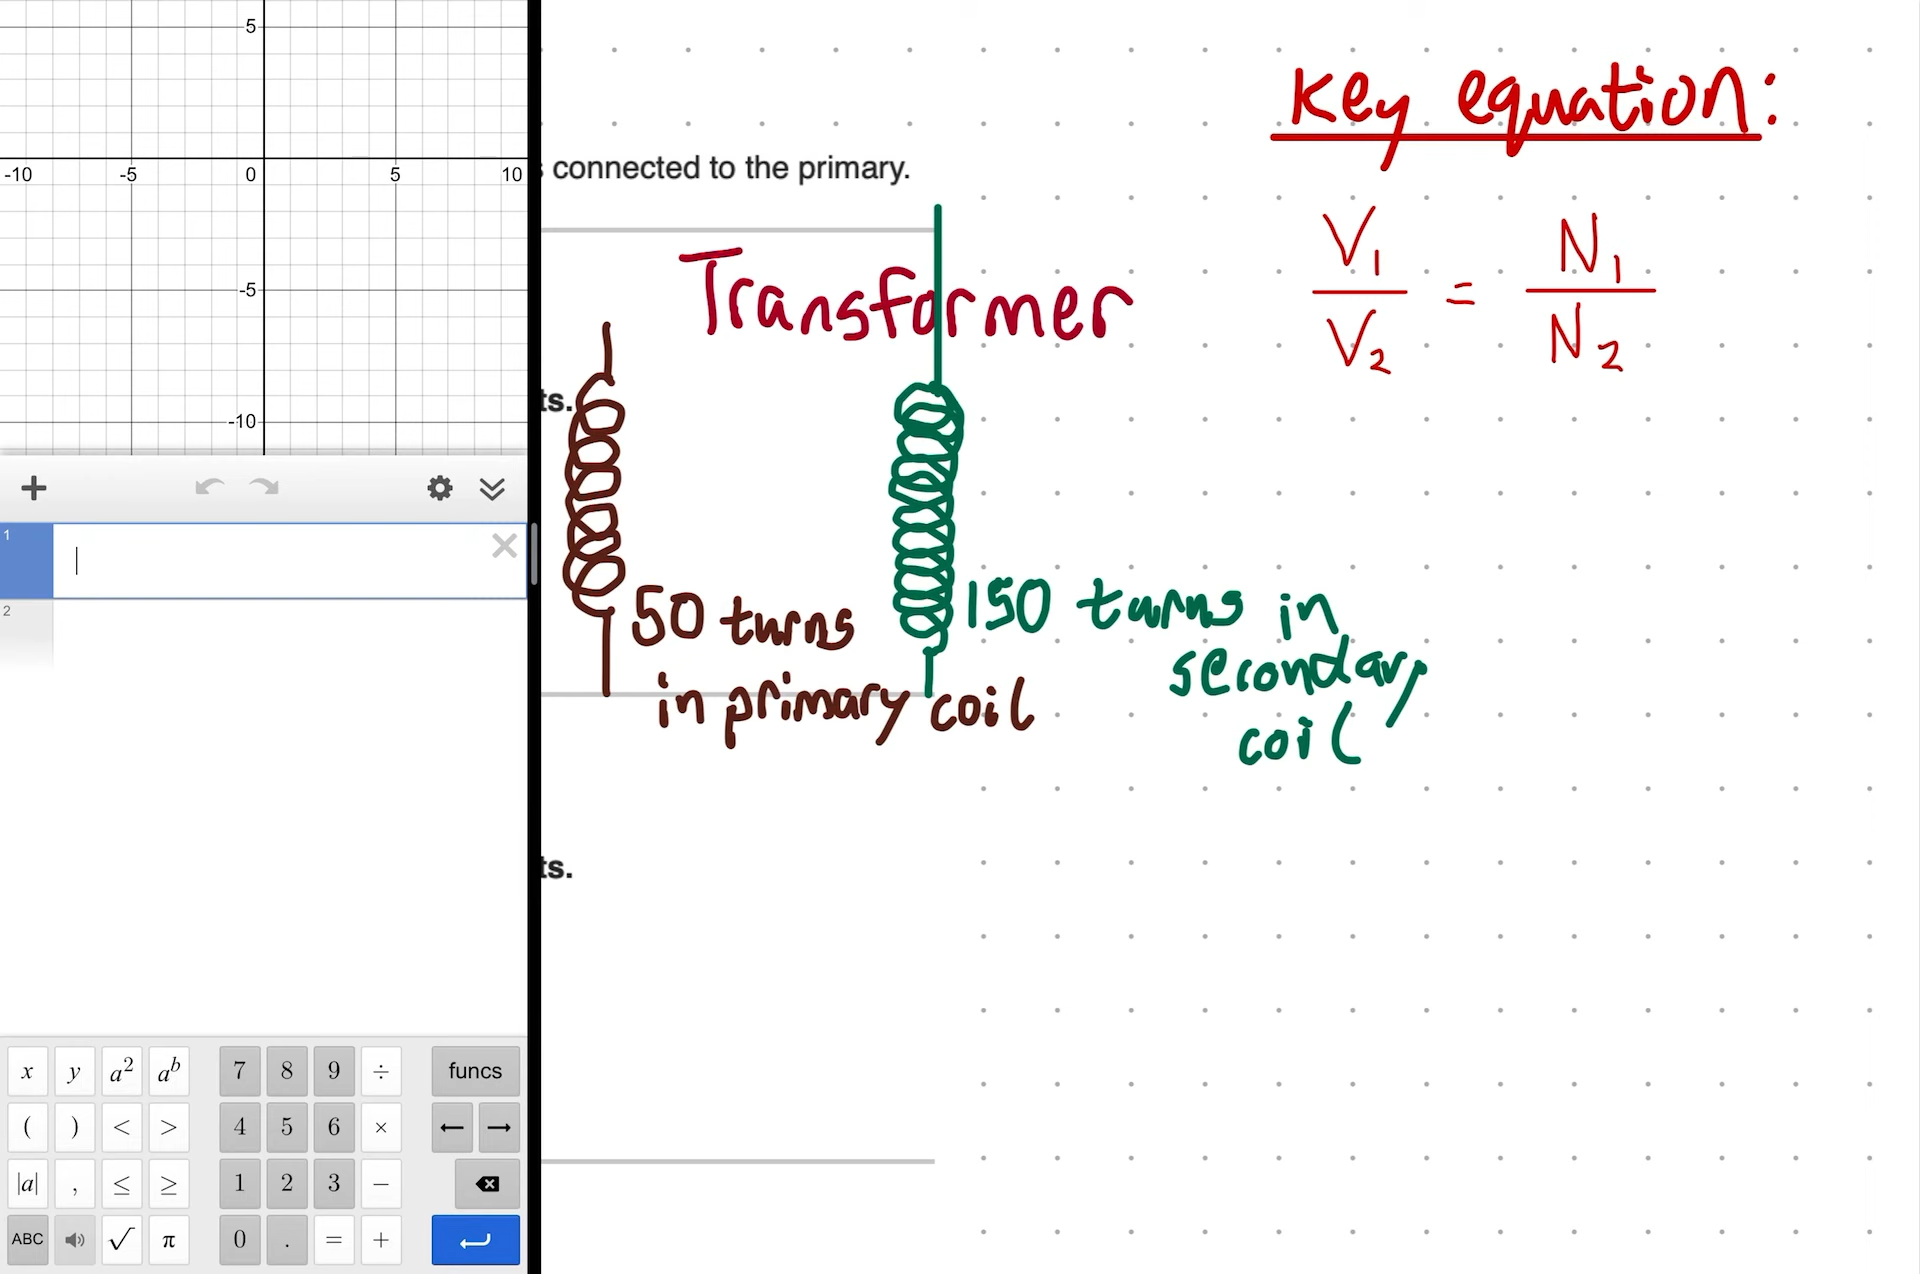 5
-10 -5 0 5 10
-5
-10
1
2
x y a² aᵇ 7 8 9 ÷ funcs
( ) < > 4 5 6 × ← →
|a| , ≤ ≥ 1 2 3 −
ABC √ π 0 . = +
s connected to the primary.
ts.
ts.
Transformer
50 turns
in primary coil
150 turns in
secondary
coil
Key equation:
V₁ N₁
=
V₂ N₂